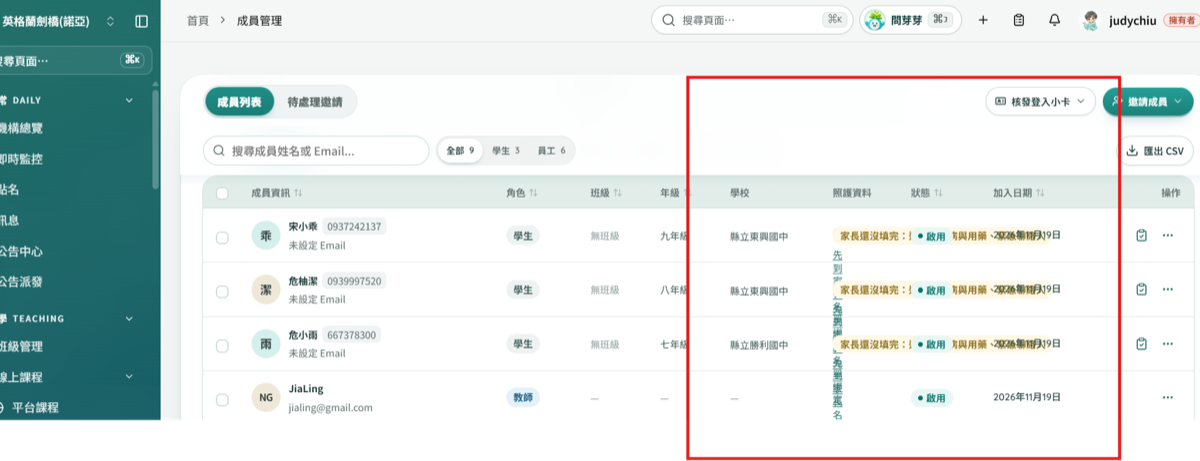 英格蘭劍橋(諾亞)
首頁 > 成員管理
搜尋頁面… ⌘K
問芽芽 ⌘J
judychiu 擁有者
尋頁面… ⌘K
DAILY
機構總覽
即時監控
點名
訊息
公告中心
公告派發
TEACHING
班級管理
線上課程
平台課程
成員列表 待處理邀請
核發登入小卡 邀請成員
搜尋成員姓名或 Email...
全部 9 學生 3 員工 6
匯出 CSV
成員資訊 角色 班級 年級 學校 照護資料 狀態 加入日期 操作
乖 宋小乖 0937242137 學生 無班級 九年級 縣立東興國中 家長還沒填完: 啟用 與用藥、 2026年11月19日
未設定 Email
潔 危柚潔 0939997520 學生 無班級 八年級 縣立東興國中 家長還沒填完: 啟用 與用藥、 2026年11月19日
未設定 Email
雨 危小雨 667378300 學生 無班級 七年級 縣立勝利國中 家長還沒填完: 啟用 與用藥、 2026年11月19日
未設定 Email
NG JiaLing 教師 — — — 啟用 2026年11月19日
jialing@gmail.com
先
到
名